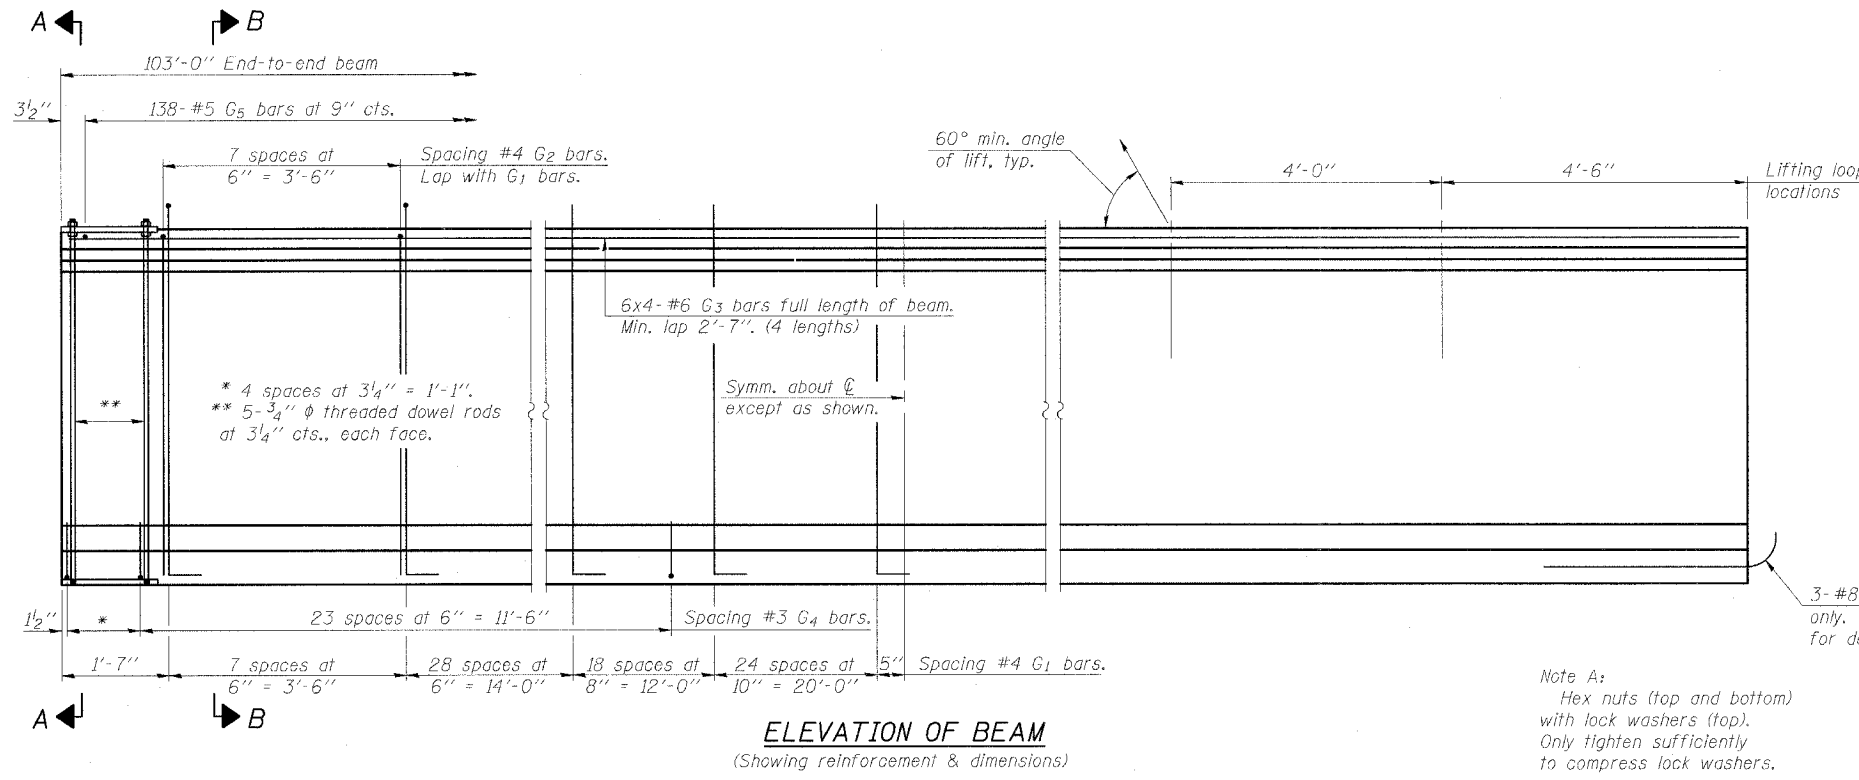 A B
103'-0" End-to-end beam
3½" 138-#5 G5 bars at 9" cts.
7 spaces at
6" = 3'-6"
Spacing #4 G2 bars.
Lap with G1 bars.
60° min. angle
of lift, typ.
4'-0" 4'-6"
Lifting loop
locations
6x4-#6 G3 bars full length of beam.
Min. lap 2'-7". (4 lengths)
* 4 spaces at 3¼" = 1'-1".
** 5-¾" ϕ threaded dowel rods
at 3¼" cts., each face.
**
Symm. about ℄
except as shown.
1½" * 23 spaces at 6" = 11'-6" Spacing #3 G4 bars.
3-#8
only.
for de
1'-7"
7 spaces at
6" = 3'-6"
28 spaces at
6" = 14'-0"
18 spaces at
8" = 12'-0"
24 spaces at
10" = 20'-0"
5" Spacing #4 G1 bars.
A B
ELEVATION OF BEAM
(Showing reinforcement & dimensions)
Note A:
Hex nuts (top and bottom)
with lock washers (top).
Only tighten sufficiently
to compress lock washers.